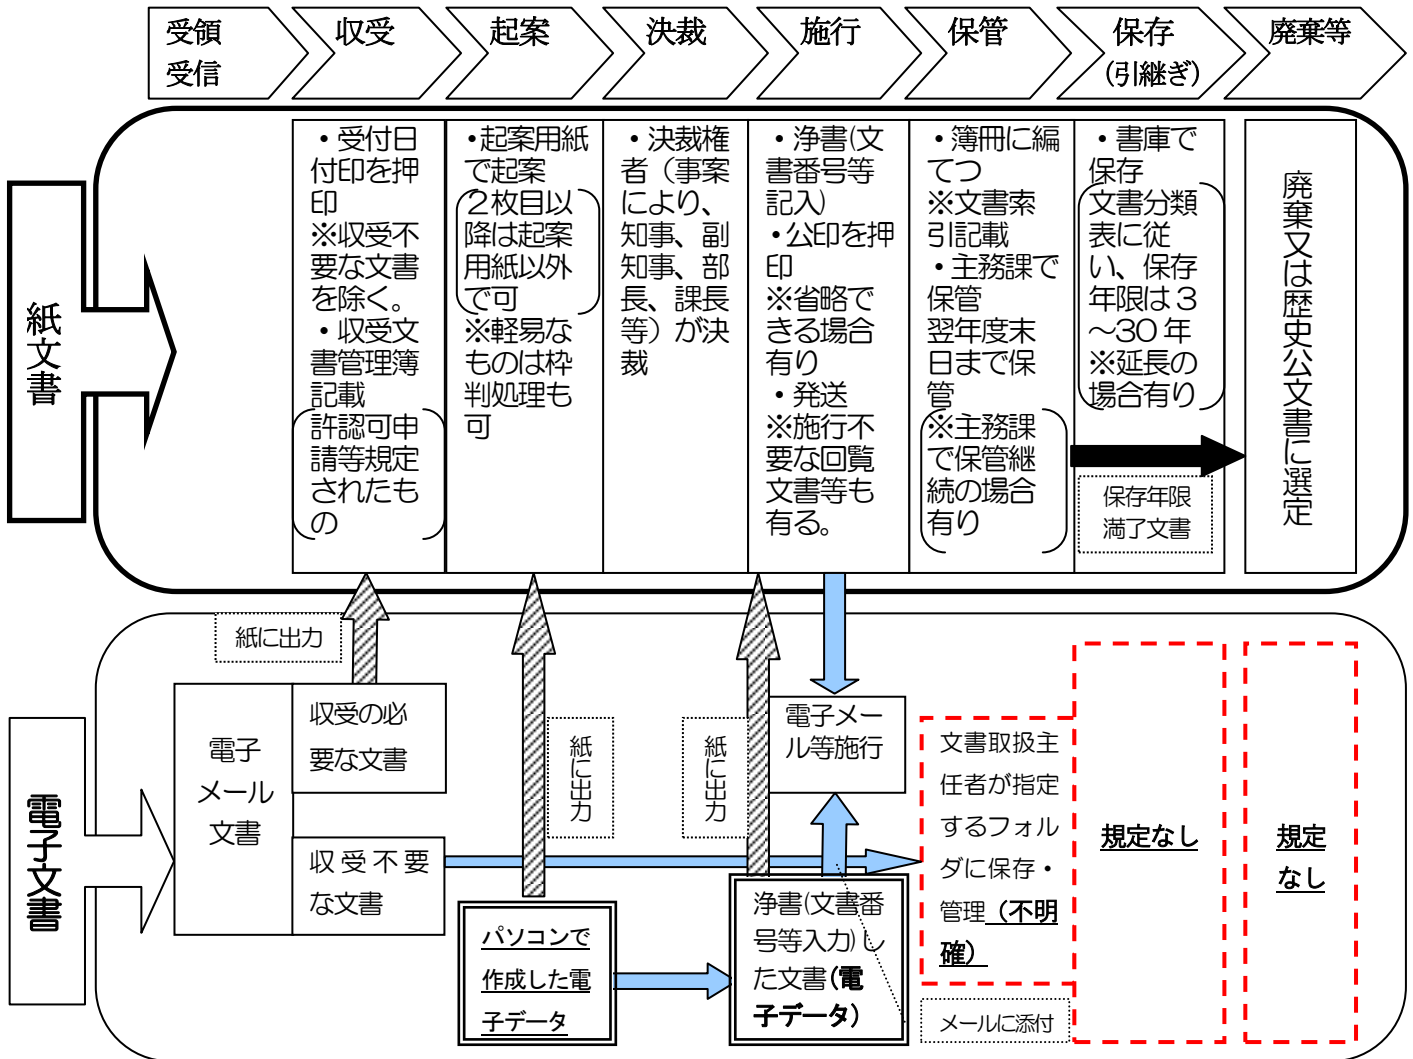 受領
受信
収受
起案
決裁
施行
保管
保存
(引継ぎ)
廃棄等
紙文書
・受付日
付印を押
印
※収受不
要な文書
を除く。
・収受文
書管理簿
記載
許認可申
請等規定
されたも
の
・起案用紙
で起案
２枚目以
降は起案
用紙以外
で可
※軽易な
ものは枠
判処理も
可
・決裁権
者（事案
により、
知事、副
知事、部
長、課長
等）が決
裁
・浄書(文
書番号等
記入)
・公印を押
印
※省略で
きる場合
有り
・発送
※施行不
要な回覧
文書等も
有る。
・簿冊に編
てつ
※文書索
引記載
・主務課で
保管
翌年度末
日まで保
管
※主務課
で保管継
続の場合
有り
・書庫で
保存
文書分類
表に従
い、保存
年限は３
～30 年
※延長の
場合有り
保存年限
満了文書
廃棄又は歴史公文書に選定
電子文書
紙に出力
電子
メール
文書
収受の必
要な文書
収受不要
な文書
紙に出力
パソコンで
作成した電
子データ
紙に出力
電子メー
ル等施行
浄書(文書番
号等入力)し
た文書(電
子データ)
文書取扱主
任者が指定
するフォル
ダに保存・
管理（不明
確）
メールに添付
規定なし
規定
なし